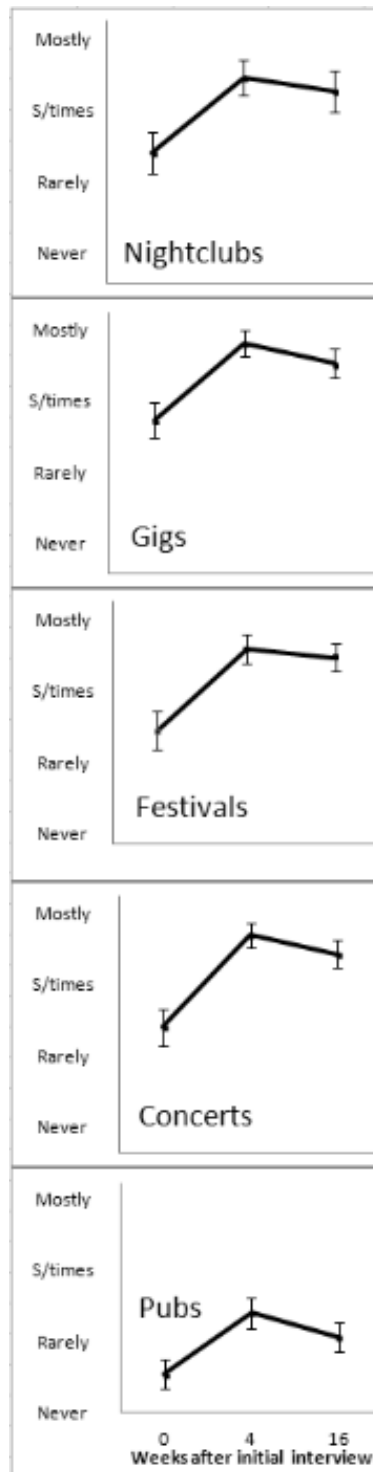 Mostly
S/times
Rarely
Never
Nightclubs
Mostly
S/times
Rarely
Never
Gigs
Mostly
S/times
Rarely
Never
Festivals
Mostly
S/times
Rarely
Never
Concerts
Mostly
S/times
Rarely
Never
Pubs
0 4 16
Weeks after initial interview